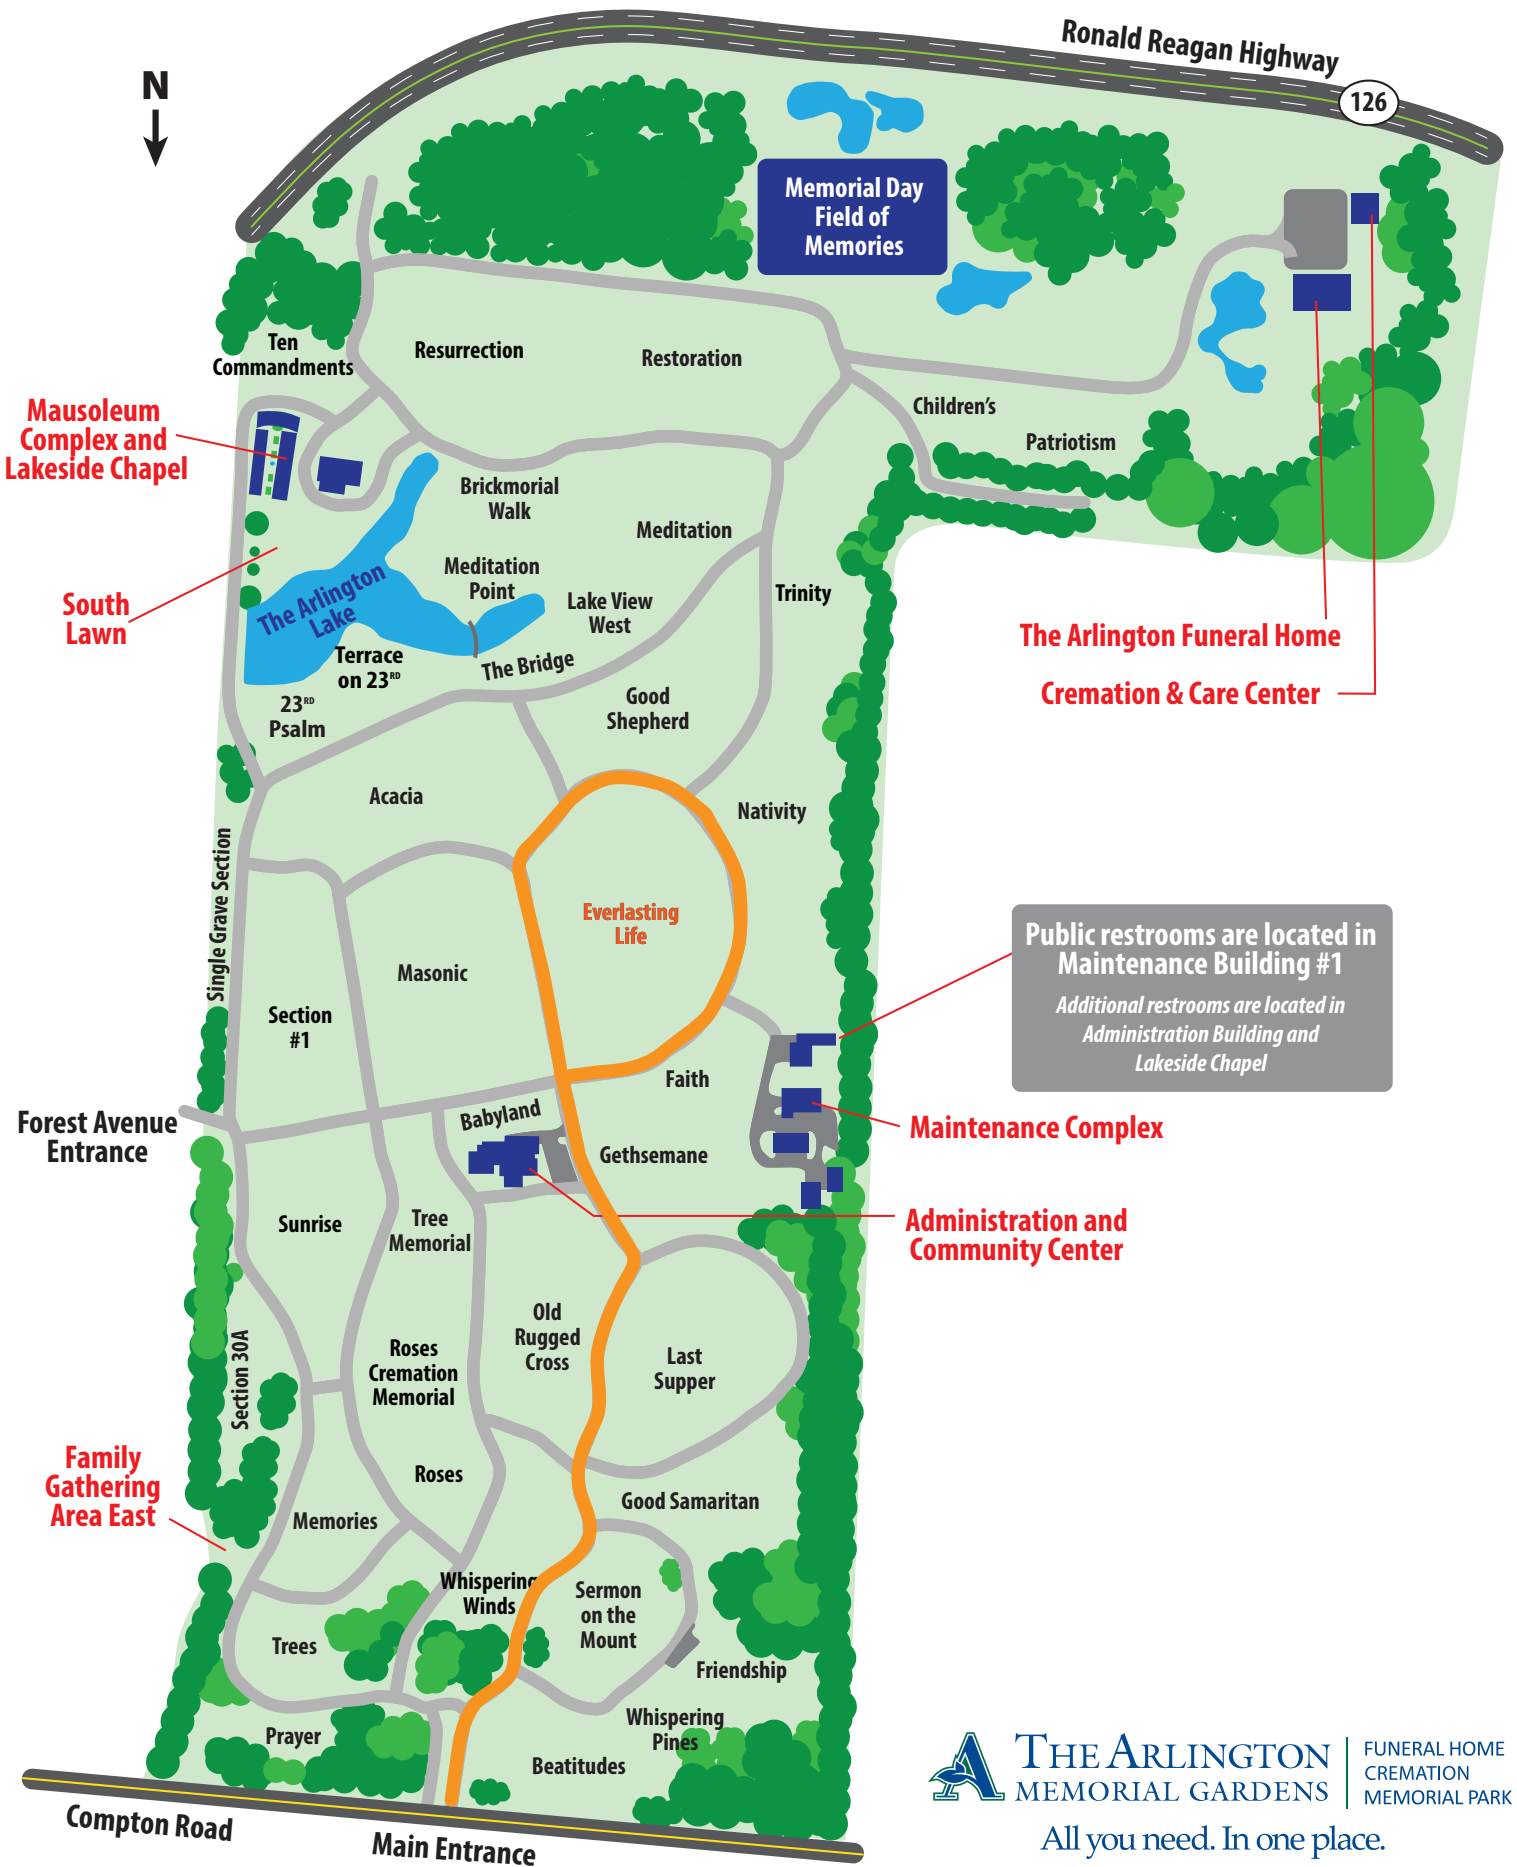 Ronald Reagan Highway
126
N
Memorial Day
Field of
Memories
Ten
Commandments
Resurrection
Restoration
Children's
Patriotism
Mausoleum
Complex and
Lakeside Chapel
Brickmorial
Walk
Meditation
Meditation
Point
Lake View
West
Trinity
South
Lawn
The Arlington
Lake
Terrace
on 23RD
The Bridge
23RD
Psalm
Good
Shepherd
The Arlington Funeral Home
Cremation & Care Center
Acacia
Nativity
Single Grave Section
Everlasting
Life
Masonic
Section
#1
Public restrooms are located in
Maintenance Building #1
Additional restrooms are located in
Administration Building and
Lakeside Chapel
Faith
Babyland
Forest Avenue
Entrance
Maintenance Complex
Gethsemane
Sunrise
Tree
Memorial
Administration and
Community Center
Old
Rugged
Cross
Section 30A
Roses
Cremation
Memorial
Last
Supper
Family
Gathering
Area East
Roses
Good Samaritan
Memories
Whispering
Winds
Sermon
on the
Mount
Trees
Friendship
Prayer
Whispering
Pines
Beatitudes
Compton Road
Main Entrance
A
THE ARLINGTON
MEMORIAL GARDENS
FUNERAL HOME
CREMATION
MEMORIAL PARK
All you need. In one place.